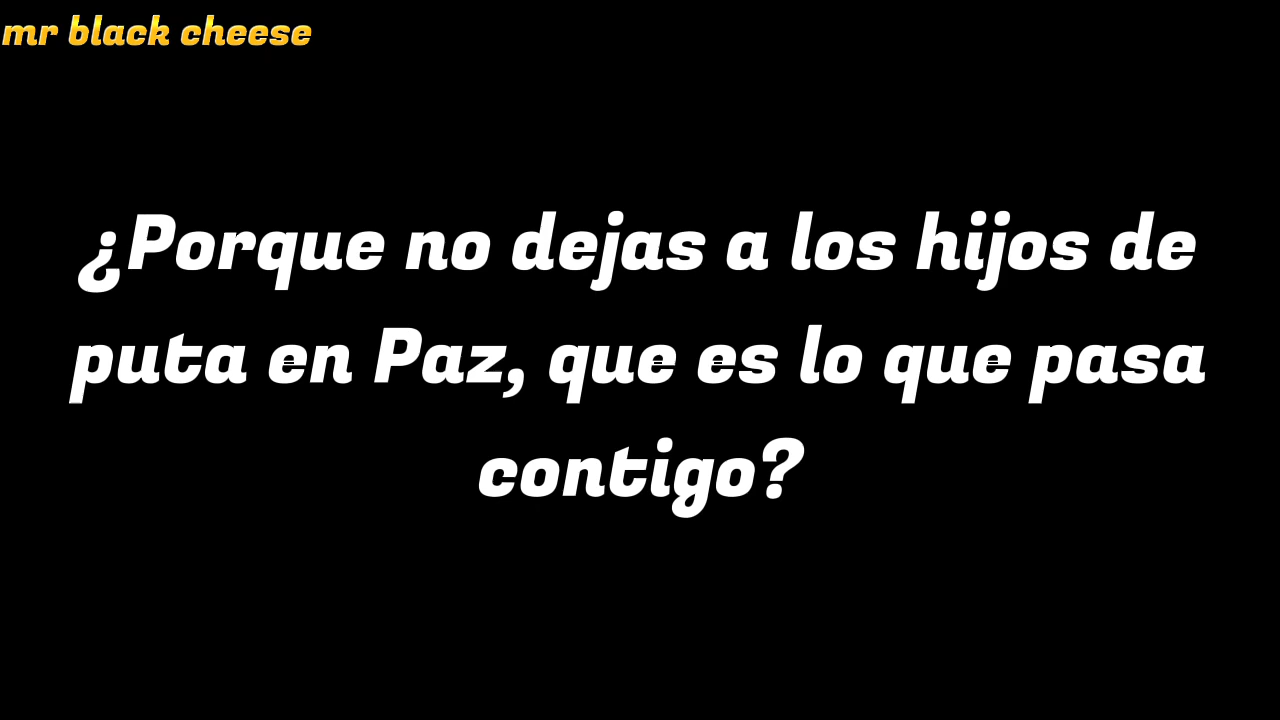 mr black cheese
¿Porque no dejas a los hijos de
puta en Paz, que es lo que pasa
contigo?